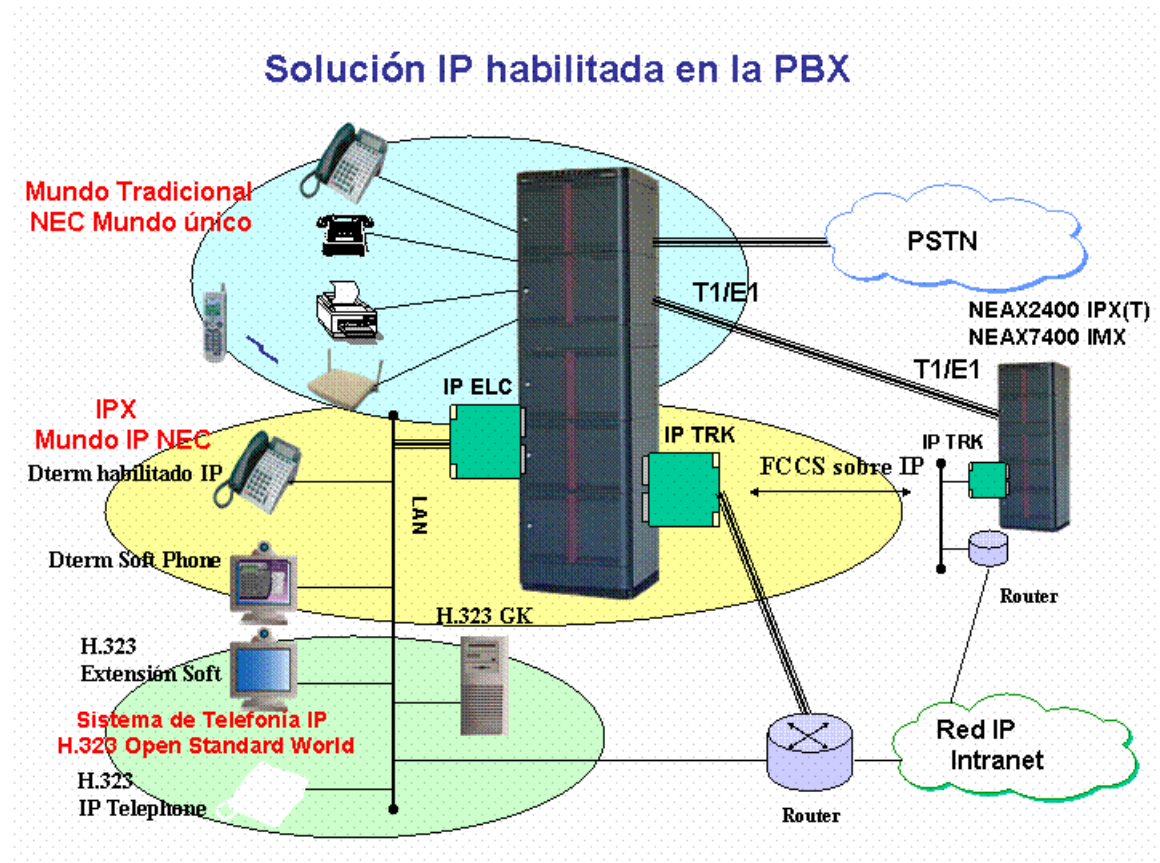 Solución IP habilitada en la PBX
Mundo Tradicional
NEC Mundo único
PSTN
T1/E1
NEAX2400 IPX(T)
NEAX7400 IMX
T1/E1
IP ELC
IPX
Mundo IP NEC
IP TRK
IP TRK
Dterm habilitado IP
FCCS sobre IP
LAN
Dterm Soft Phone
Router
H.323 GK
H.323
Extensión Soft
Sistema de Telefonía IP
H.323 Open Standard World
Red IP
Intranet
H.323
IP Telephone
Router